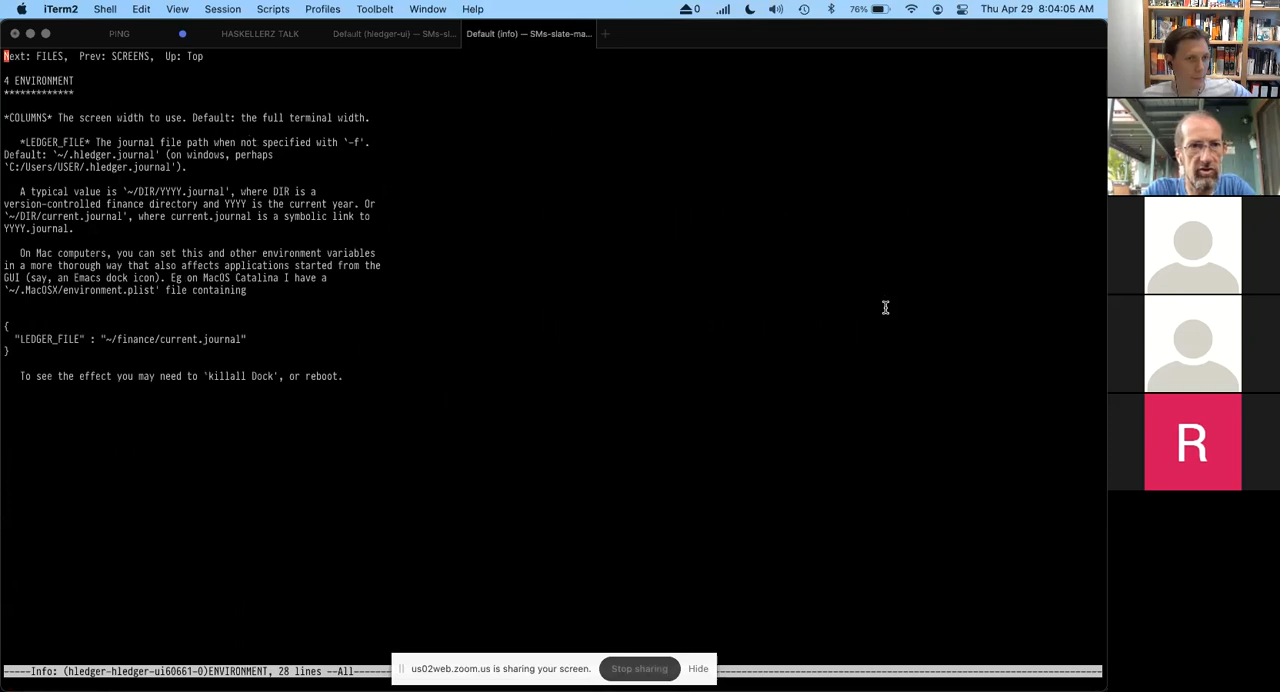 iTerm2 Shell Edit View Session Scripts Profiles Toolbelt Window Help 0 76% Thu Apr 29 8:04:05 AM
PING HASKELLERZ TALK Default (hledger-ui) — SMs-sl... Default (info) — SMs-slate-ma...
Next: FILES, Prev: SCREENS, Up: Top
4 ENVIRONMENT
*************
*COLUMNS* The screen width to use. Default: the full terminal width.
*LEDGER_FILE* The journal file path when not specified with `-f'.
Default: `~/.hledger.journal' (on windows, perhaps
`C:/Users/USER/.hledger.journal').
A typical value is `~/DIR/YYYY.journal', where DIR is a
version-controlled finance directory and YYYY is the current year. Or
`~/DIR/current.journal', where current.journal is a symbolic link to
YYYY.journal.
On Mac computers, you can set this and other environment variables
in a more thorough way that also affects applications started from the
GUI (say, an Emacs dock icon). Eg on MacOS Catalina I have a
`~/.MacOSX/environment.plist' file containing
{
"LEDGER_FILE" : "~/finance/current.journal"
}
To see the effect you may need to `killall Dock', or reboot.
R
-----Info: (hledger-hledger-ui60661-0)ENVIRONMENT, 28 lines --All-----
us02web.zoom.us is sharing your screen. Stop sharing Hide